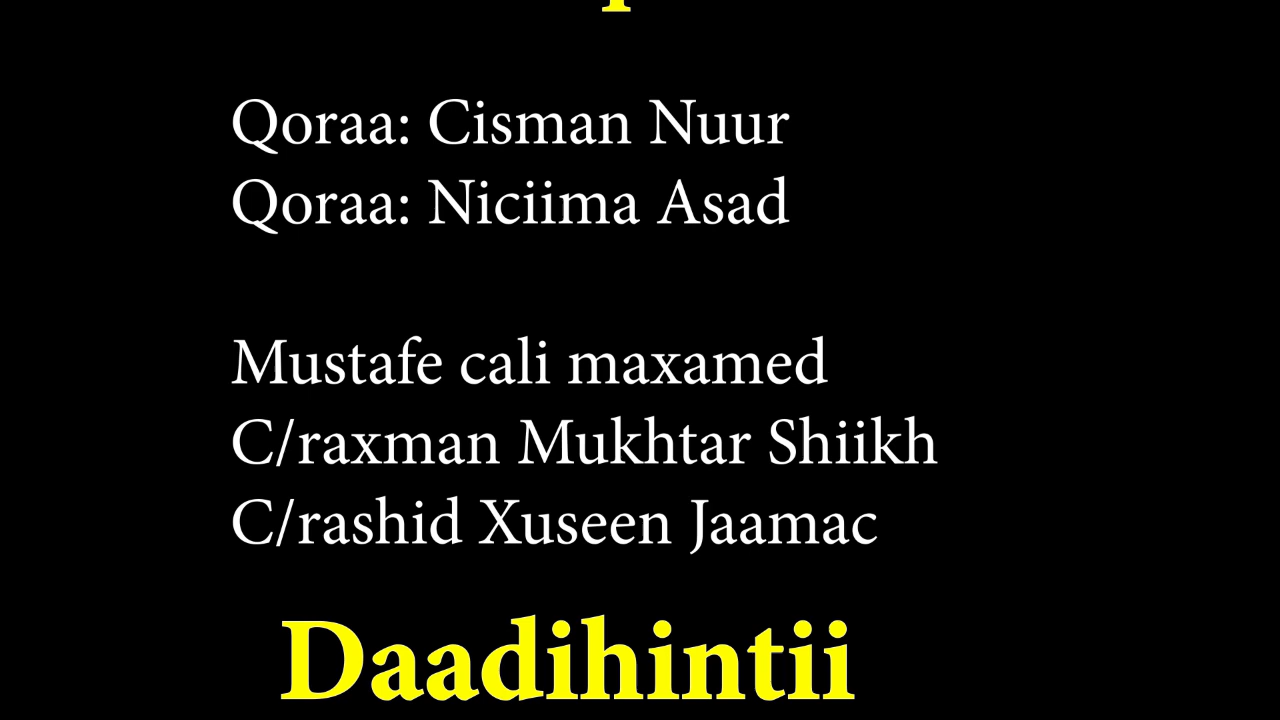 Qoraa: Cisman Nuur
Qoraa: Niciima Asad
Mustafe cali maxamed
C/raxman Mukhtar Shiikh
C/rashid Xuseen Jaamac
Daadihintii